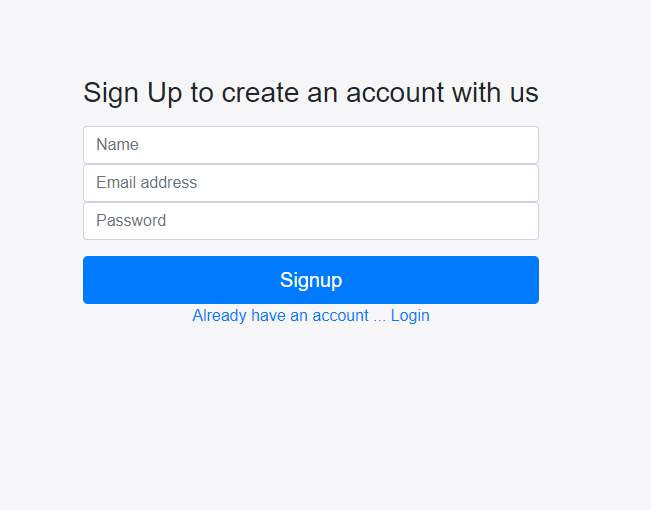 Sign Up to create an account with us
Name
Email address
Password
Signup
Already have an account ... Login